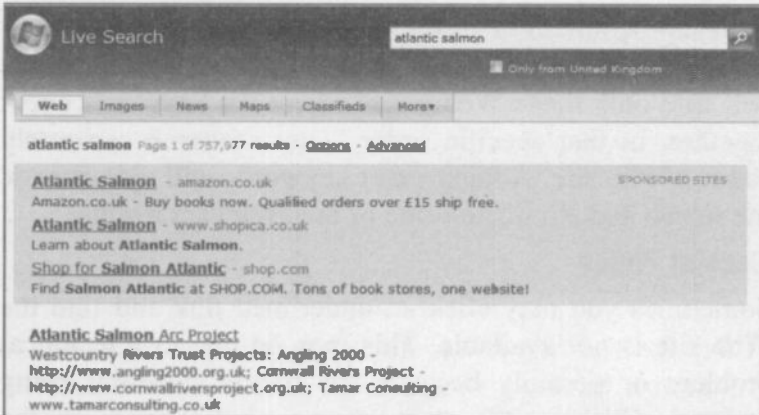 Live Search
atlantic salmon
Only from United Kingdom
Web Images News Maps Classifieds More▾
atlantic salmon Page 1 of 757,977 results · Options · Advanced
SPONSORED SITES
Atlantic Salmon - amazon.co.uk
Amazon.co.uk - Buy books now. Qualified orders over £15 ship free.
Atlantic Salmon - www.shopica.co.uk
Learn about Atlantic Salmon.
Shop for Salmon Atlantic - shop.com
Find Salmon Atlantic at SHOP.COM. Tons of book stores, one website!
Atlantic Salmon Arc Project
Westcountry Rivers Trust Projects: Angling 2000 -
http://www.angling2000.org.uk; Cornwall Rivers Project -
http://www.cornwallriversproject.org.uk; Tamar Consulting -
www.tamarconsulting.co.uk